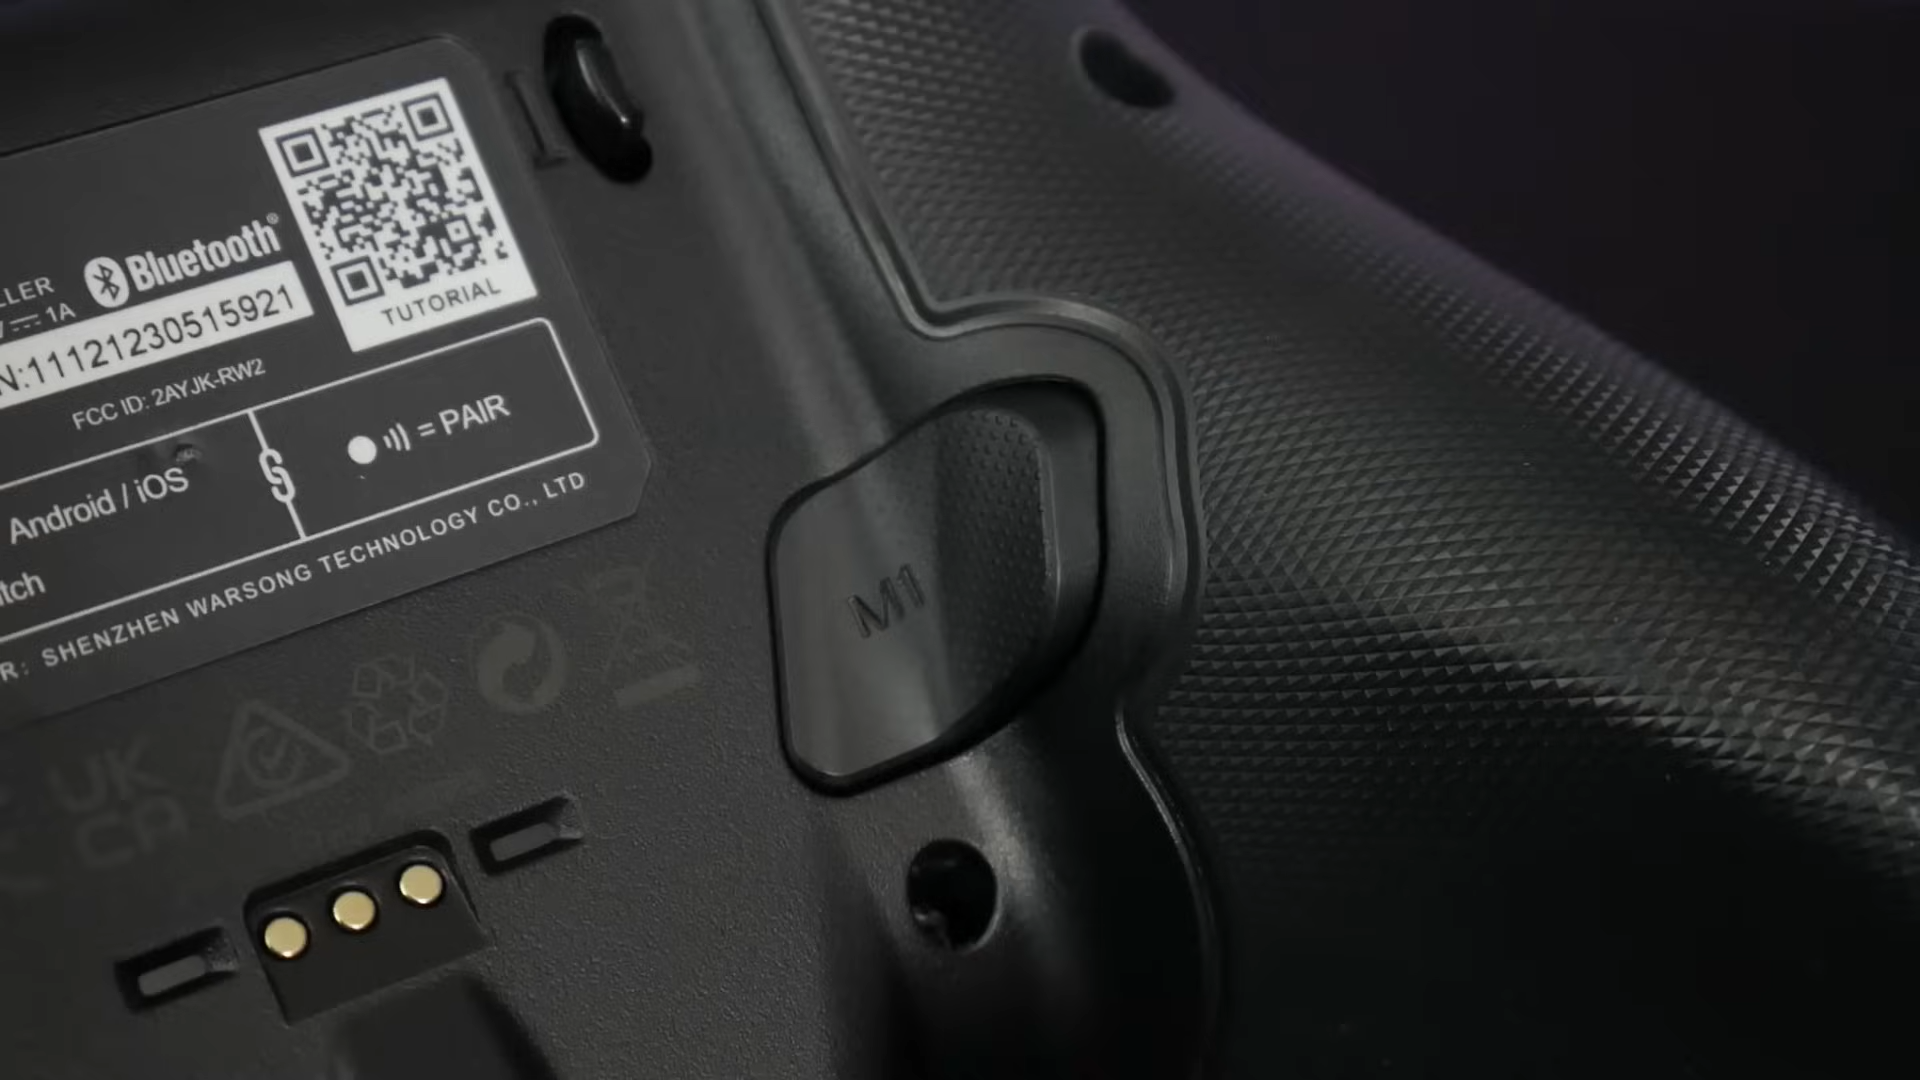 LLER
Bluetooth®
TUTORIAL
V⎓1A
N:11121230515921
FCC ID: 2AYJK-RW2
Android / iOS
= PAIR
itch
R: SHENZHEN WARSONG TECHNOLOGY CO., LTD
UK
CA
M1